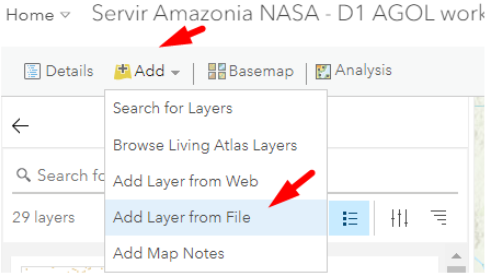 Home Servir Amazonia NASA - D1 AGOL work
Details Add Basemap Analysis
Search for Layers
Browse Living Atlas Layers
Add Layer from Web
Search fo
29 layers
Add Layer from File
Add Map Notes